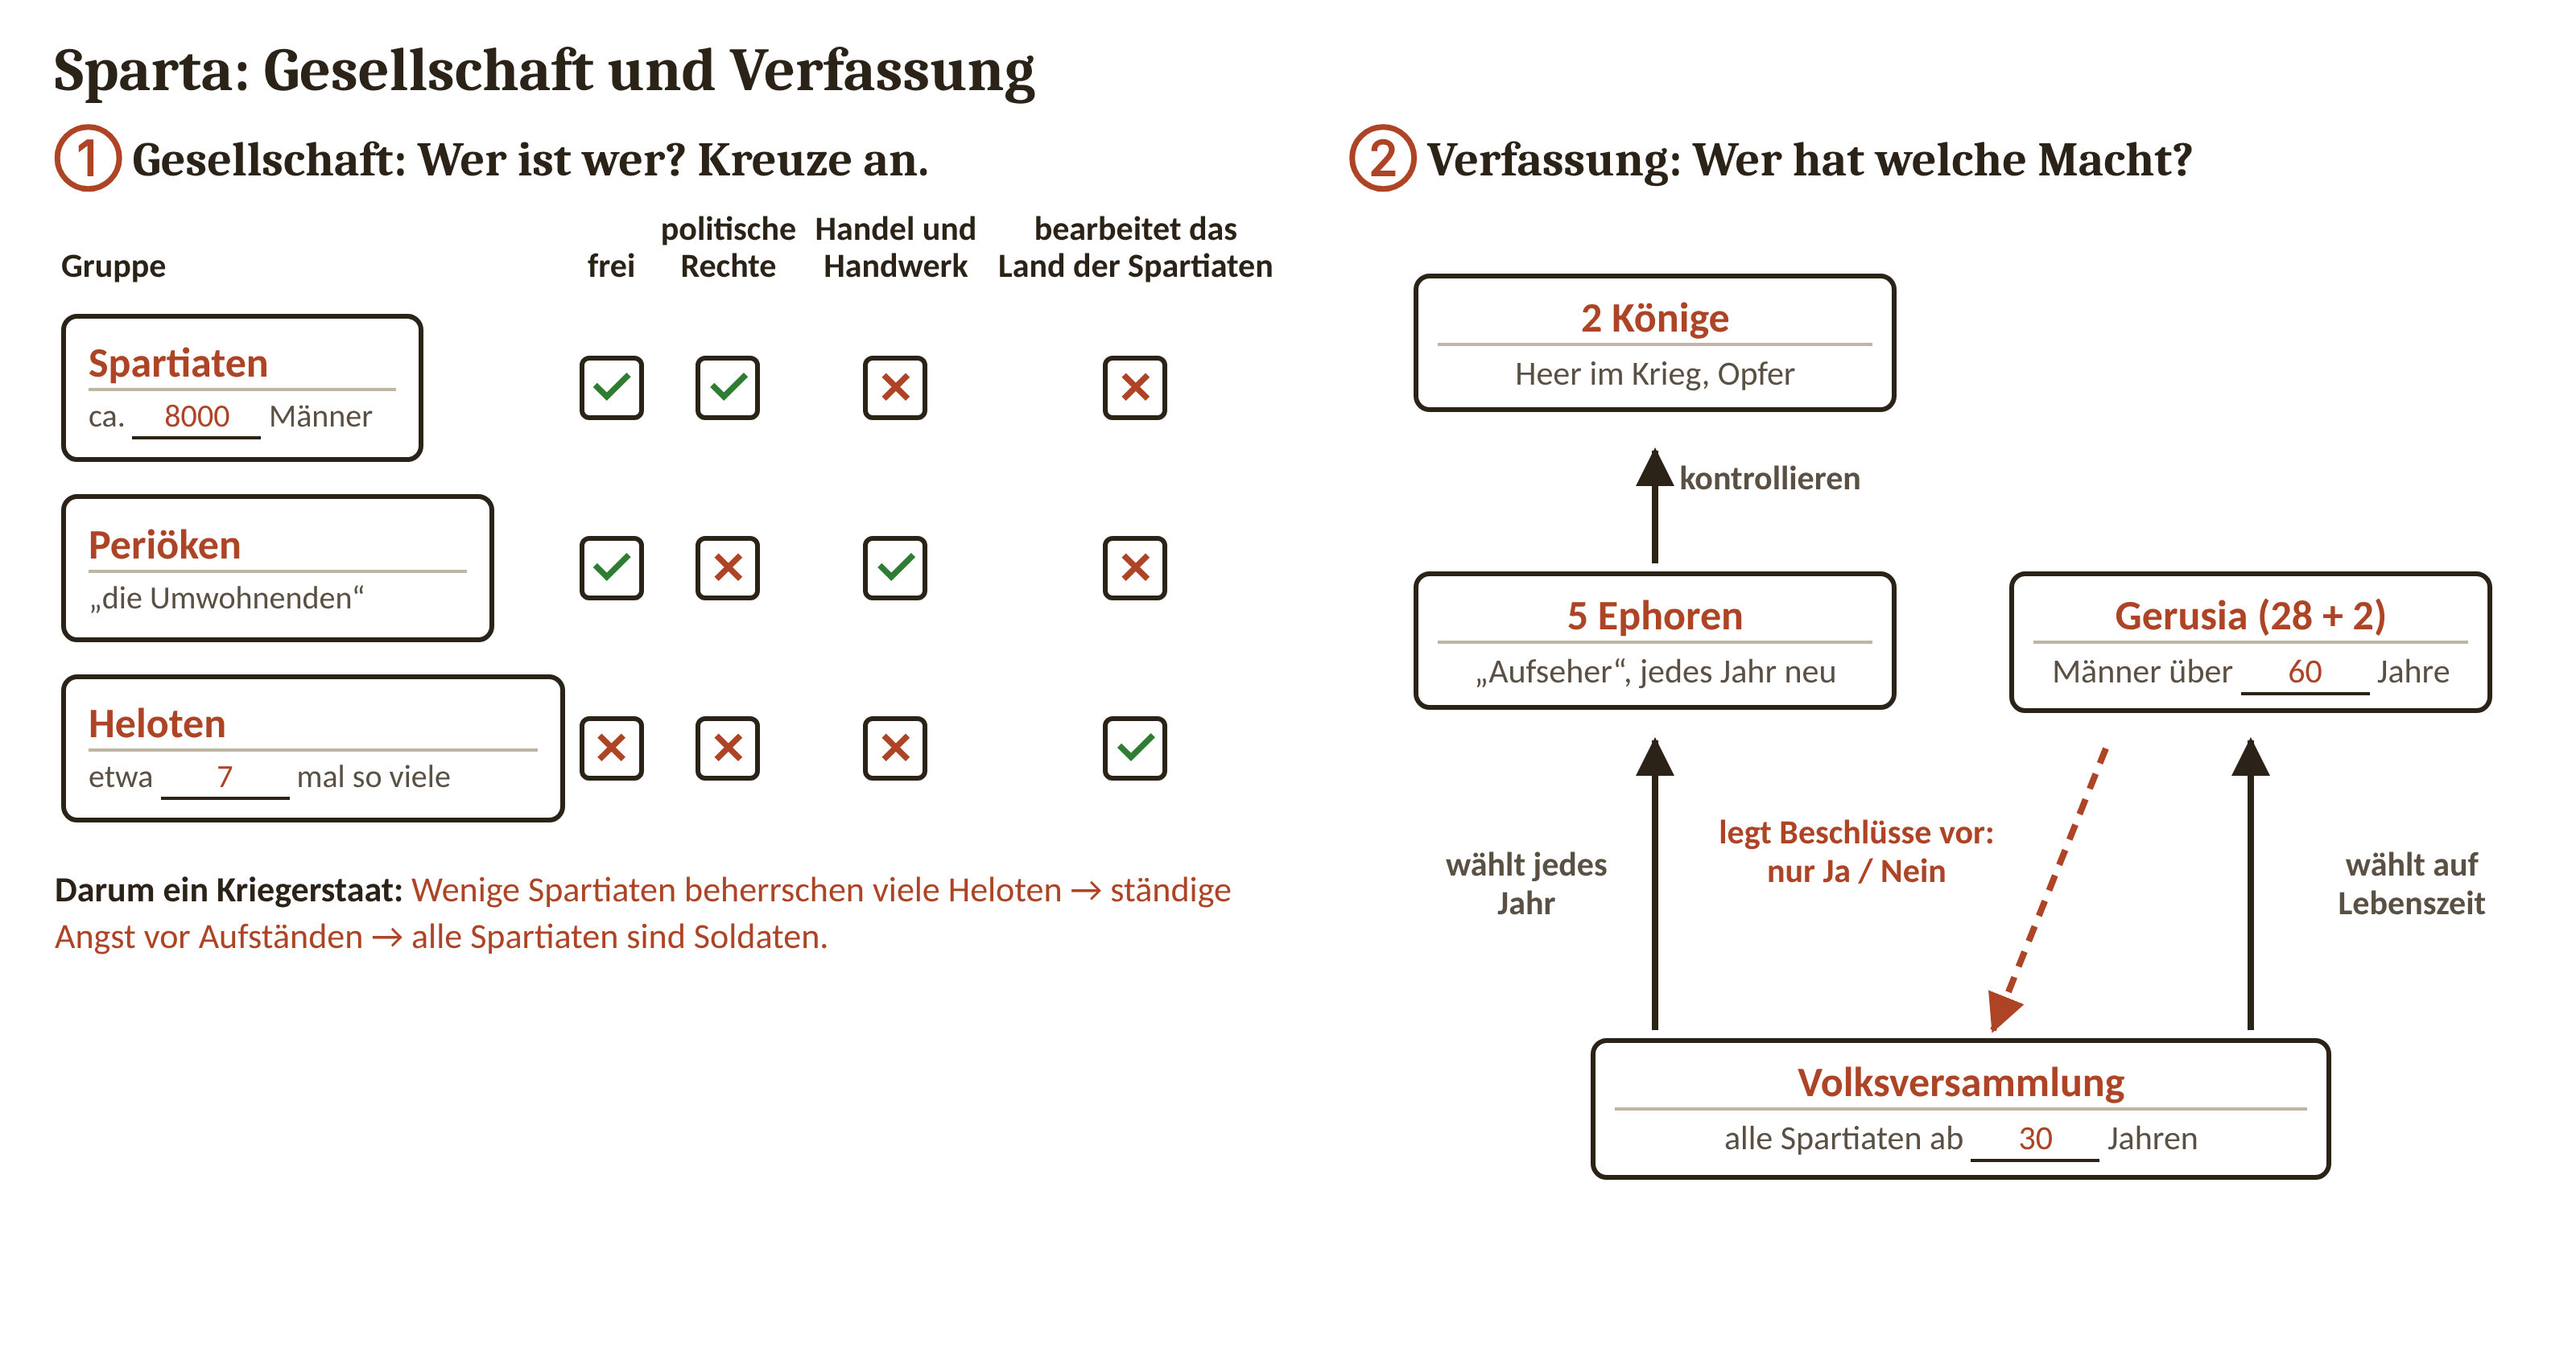 Sparta: Gesellschaft und Verfassung
1 Gesellschaft: Wer ist wer? Kreuze an.
Gruppe
frei
politische
Rechte
Handel und
Handwerk
bearbeitet das
Land der Spartiaten
Spartiaten
ca. 8000 Männer
Periöken
„die Umwohnenden“
Heloten
etwa 7 mal so viele
Darum ein Kriegerstaat: Wenige Spartiaten beherrschen viele Heloten → ständige
Angst vor Aufständen → alle Spartiaten sind Soldaten.
2 Verfassung: Wer hat welche Macht?
2 Könige
Heer im Krieg, Opfer
kontrollieren
5 Ephoren
„Aufseher“, jedes Jahr neu
Gerusia (28 + 2)
Männer über 60 Jahre
wählt jedes
Jahr
legt Beschlüsse vor:
nur Ja / Nein
wählt auf
Lebenszeit
Volksversammlung
alle Spartiaten ab 30 Jahren